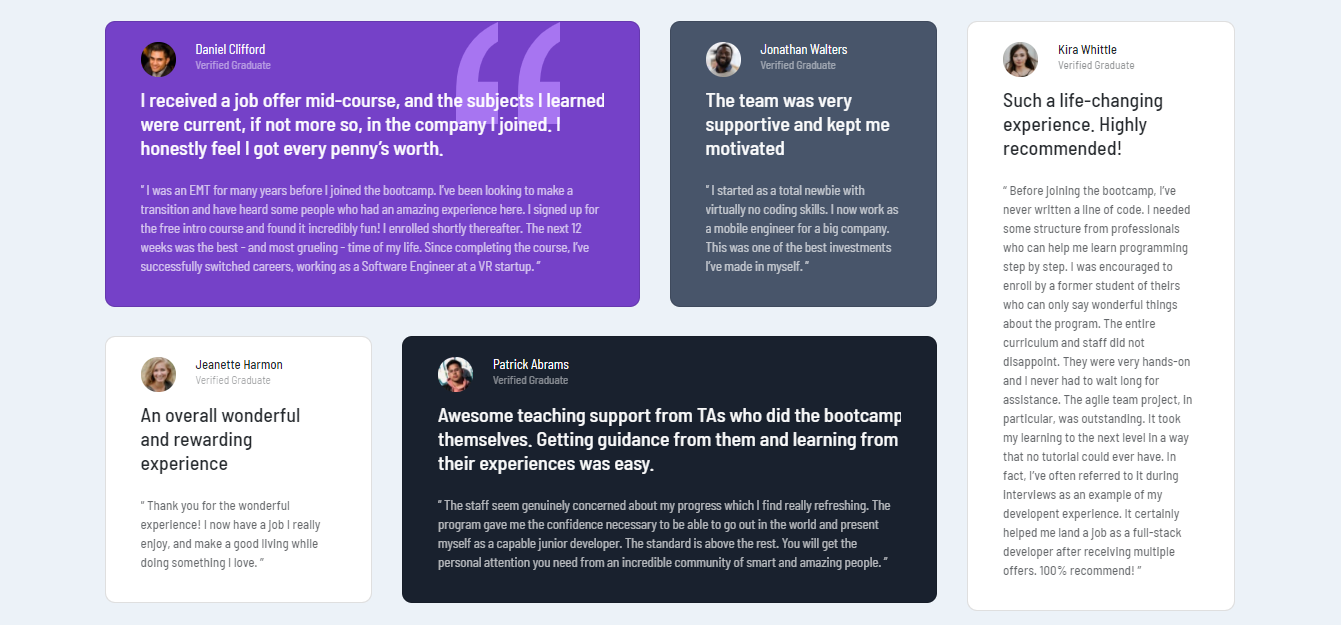 Daniel Clifford
Verified Graduate
I received a job offer mid-course, and the subjects I learned
were current, if not more so, in the company I joined. I
honestly feel I got every penny’s worth.
“ I was an EMT for many years before I joined the bootcamp. I’ve been looking to make a
transition and have heard some people who had an amazing experience here. I signed up for
the free intro course and found it incredibly fun! I enrolled shortly thereafter. The next 12
weeks was the best - and most grueling - time of my life. Since completing the course, I’ve
successfully switched careers, working as a Software Engineer at a VR startup. ”
Jonathan Walters
Verified Graduate
The team was very
supportive and kept me
motivated
“ I started as a total newbie with
virtually no coding skills. I now work as
a mobile engineer for a big company.
This was one of the best investments
I’ve made in myself. ”
Kira Whittle
Verified Graduate
Such a life-changing
experience. Highly
recommended!
“ Before joining the bootcamp, I’ve
never written a line of code. I needed
some structure from professionals
who can help me learn programming
step by step. I was encouraged to
enroll by a former student of theirs
who can only say wonderful things
about the program. The entire
curriculum and staff did not
disappoint. They were very hands-on
and I never had to wait long for
assistance. The agile team project, in
particular, was outstanding. It took
my learning to the next level in a way
that no tutorial could ever have. In
fact, I’ve often referred to it during
interviews as an example of my
developent experience. It certainly
helped me land a job as a full-stack
developer after receiving multiple
offers. 100% recommend! ”
Jeanette Harmon
Verified Graduate
An overall wonderful
and rewarding
experience
“ Thank you for the wonderful
experience! I now have a job I really
enjoy, and make a good living while
doing something I love. ”
Patrick Abrams
Verified Graduate
Awesome teaching support from TAs who did the bootcamp
themselves. Getting guidance from them and learning from
their experiences was easy.
“ The staff seem genuinely concerned about my progress which I find really refreshing. The
program gave me the confidence necessary to be able to go out in the world and present
myself as a capable junior developer. The standard is above the rest. You will get the
personal attention you need from an incredible community of smart and amazing people. ”